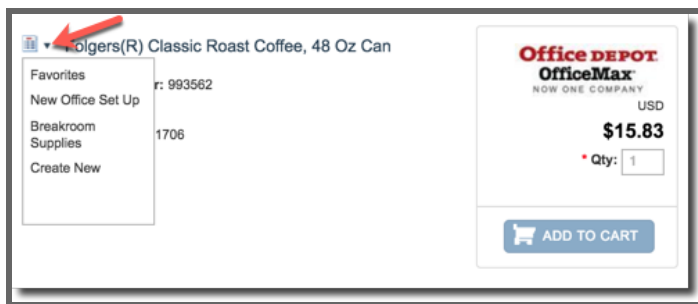 Folgers(R) Classic Roast Coffee, 48 Oz Can
Favorites
New Office Set Up
Breakroom
Supplies
Create New
r: 993562
1706
Office DEPOT
OfficeMax
NOW ONE COMPANY
USD
$15.83
* Qty: 1
ADD TO CART